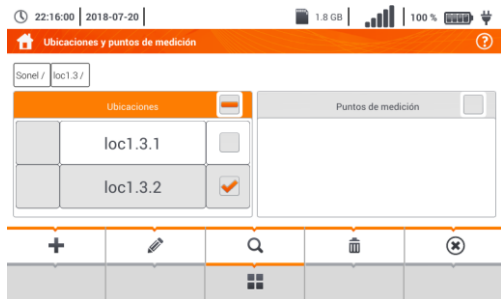 22:16:00 2018-07-20 1.8 GB 100 %
Ubicaciones y puntos de medición ?
Sonel / loc1.3 /
Ubicaciones Puntos de medición
loc1.3.1
loc1.3.2